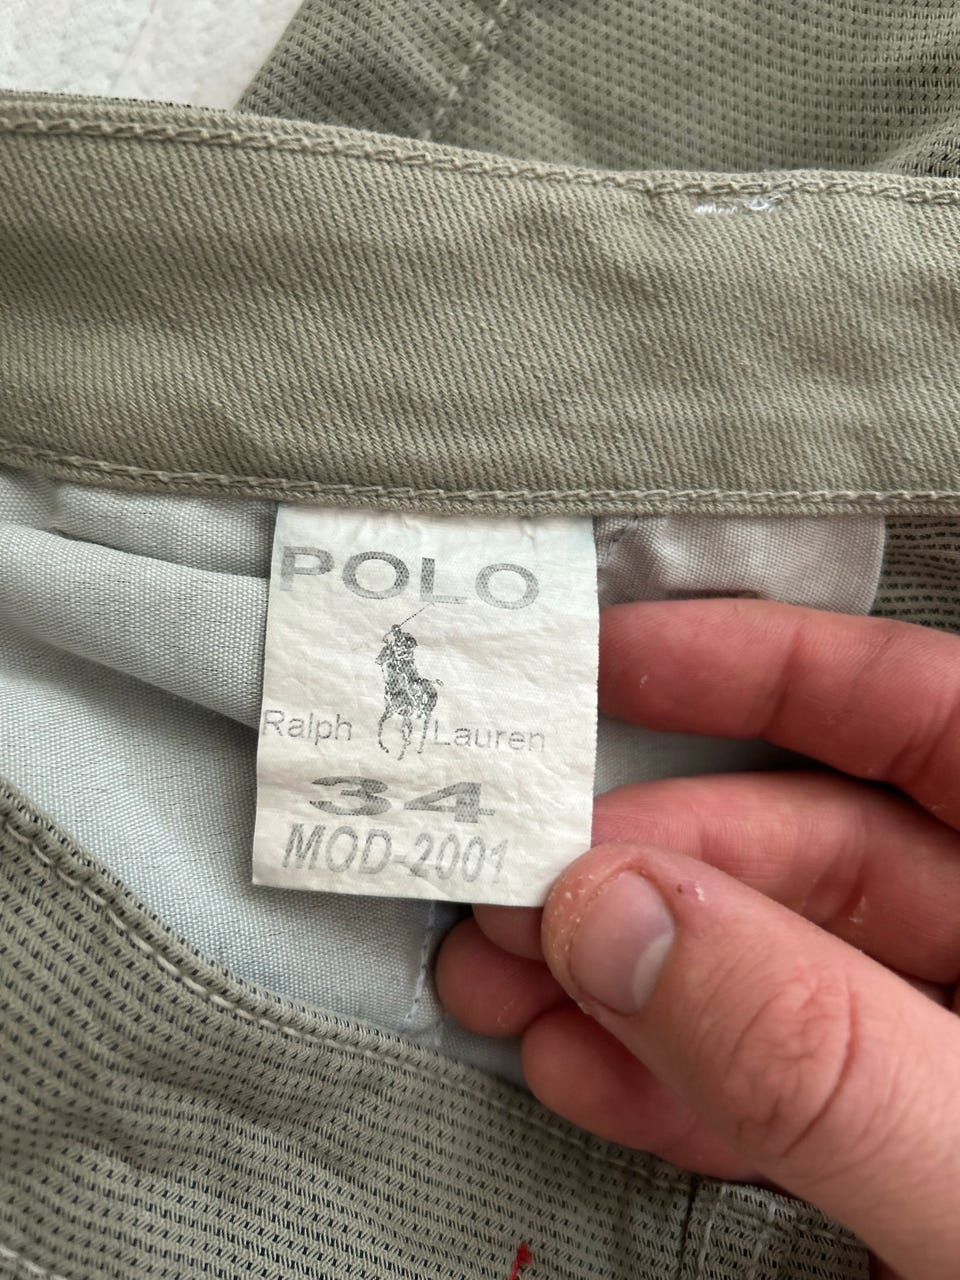 POLO
Ralph Lauren
34
MOD-2001